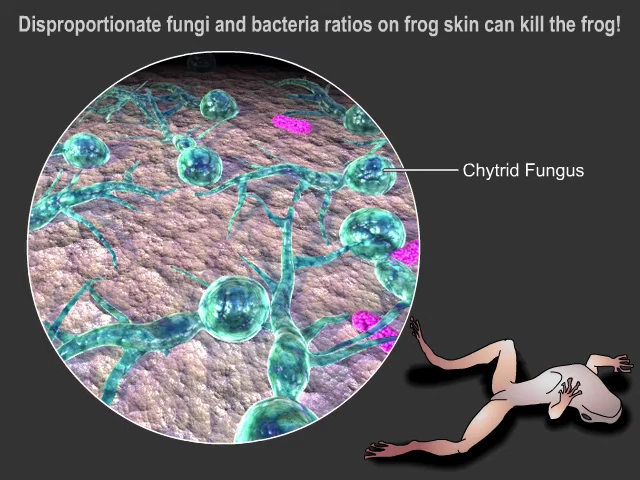 Disproportionate fungi and bacteria ratios on frog skin can kill the frog!
Chytrid Fungus